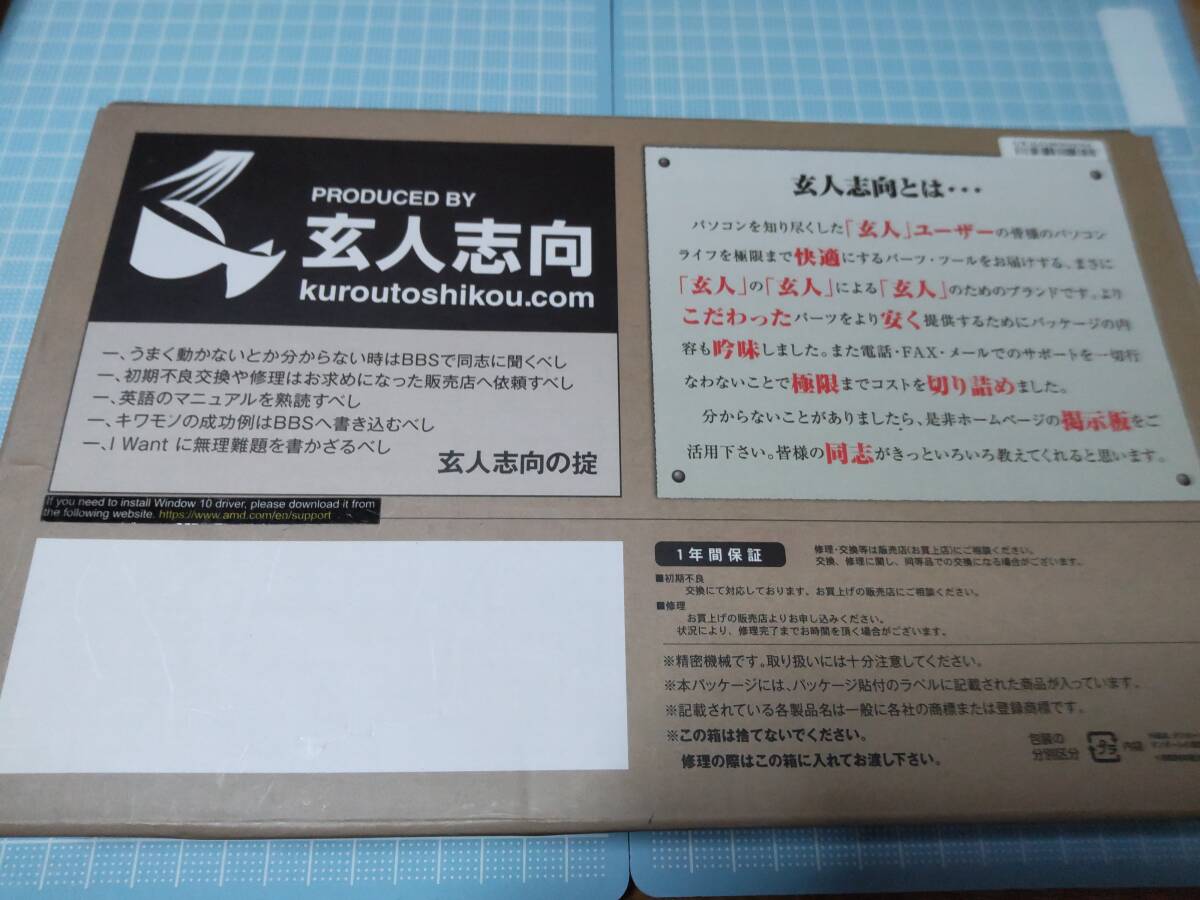 PRODUCED BY
玄人志向
kuroutoshikou.com
一、うまく動かないとか分からない時はBBSで同志に聞くべし
一、初期不良交換や修理はお求めになった販売店へ依頼すべし
一、英語のマニュアルを熟読すべし
一、キワモノの成功例はBBSへ書き込むべし
一、I Want に無理難題を書かざるべし
玄人志向の掟
If you need to install Window 10 driver, please download it from
the following website. https://www.amd.com/en/support
玄人志向とは・・・
パソコンを知り尽くした「玄人」ユーザーの皆様のパソコン
ライフを極限まで快適にするパーツ・ツールをお届けする、まさに
「玄人」の「玄人」による「玄人」のためのブランドです。より
こだわったパーツをより安く提供するためにパッケージの内
容も吟味しました。また電話・FAX・メールでのサポートを一切行
なわないことで極限までコストを切り詰めました。
分からないことがありましたら、是非ホームページの掲示板をご
活用下さい。皆様の同志がきっといろいろ教えてくれると思います。
1年間保証
修理・交換等は販売店(お買上店)にご相談ください。
交換、修理に関し、同等品での交換になる場合がございます。
■初期不良
交換にて対応しております。お買上げの販売店にご相談ください。
■修理
お買上げの販売店よりお申し込みください。
状況により、修理完了までお時間を頂く場合がございます。
※精密機械です。取り扱いには十分注意してください。
※本パッケージには、パッケージ貼付のラベルに記載された商品が入っています。
※記載されている各製品名は一般に各社の商標または登録商標です。
※この箱は捨てないでください。
修理の際はこの箱に入れてお渡し下さい。
包装の
分別区分
プラ
内袋